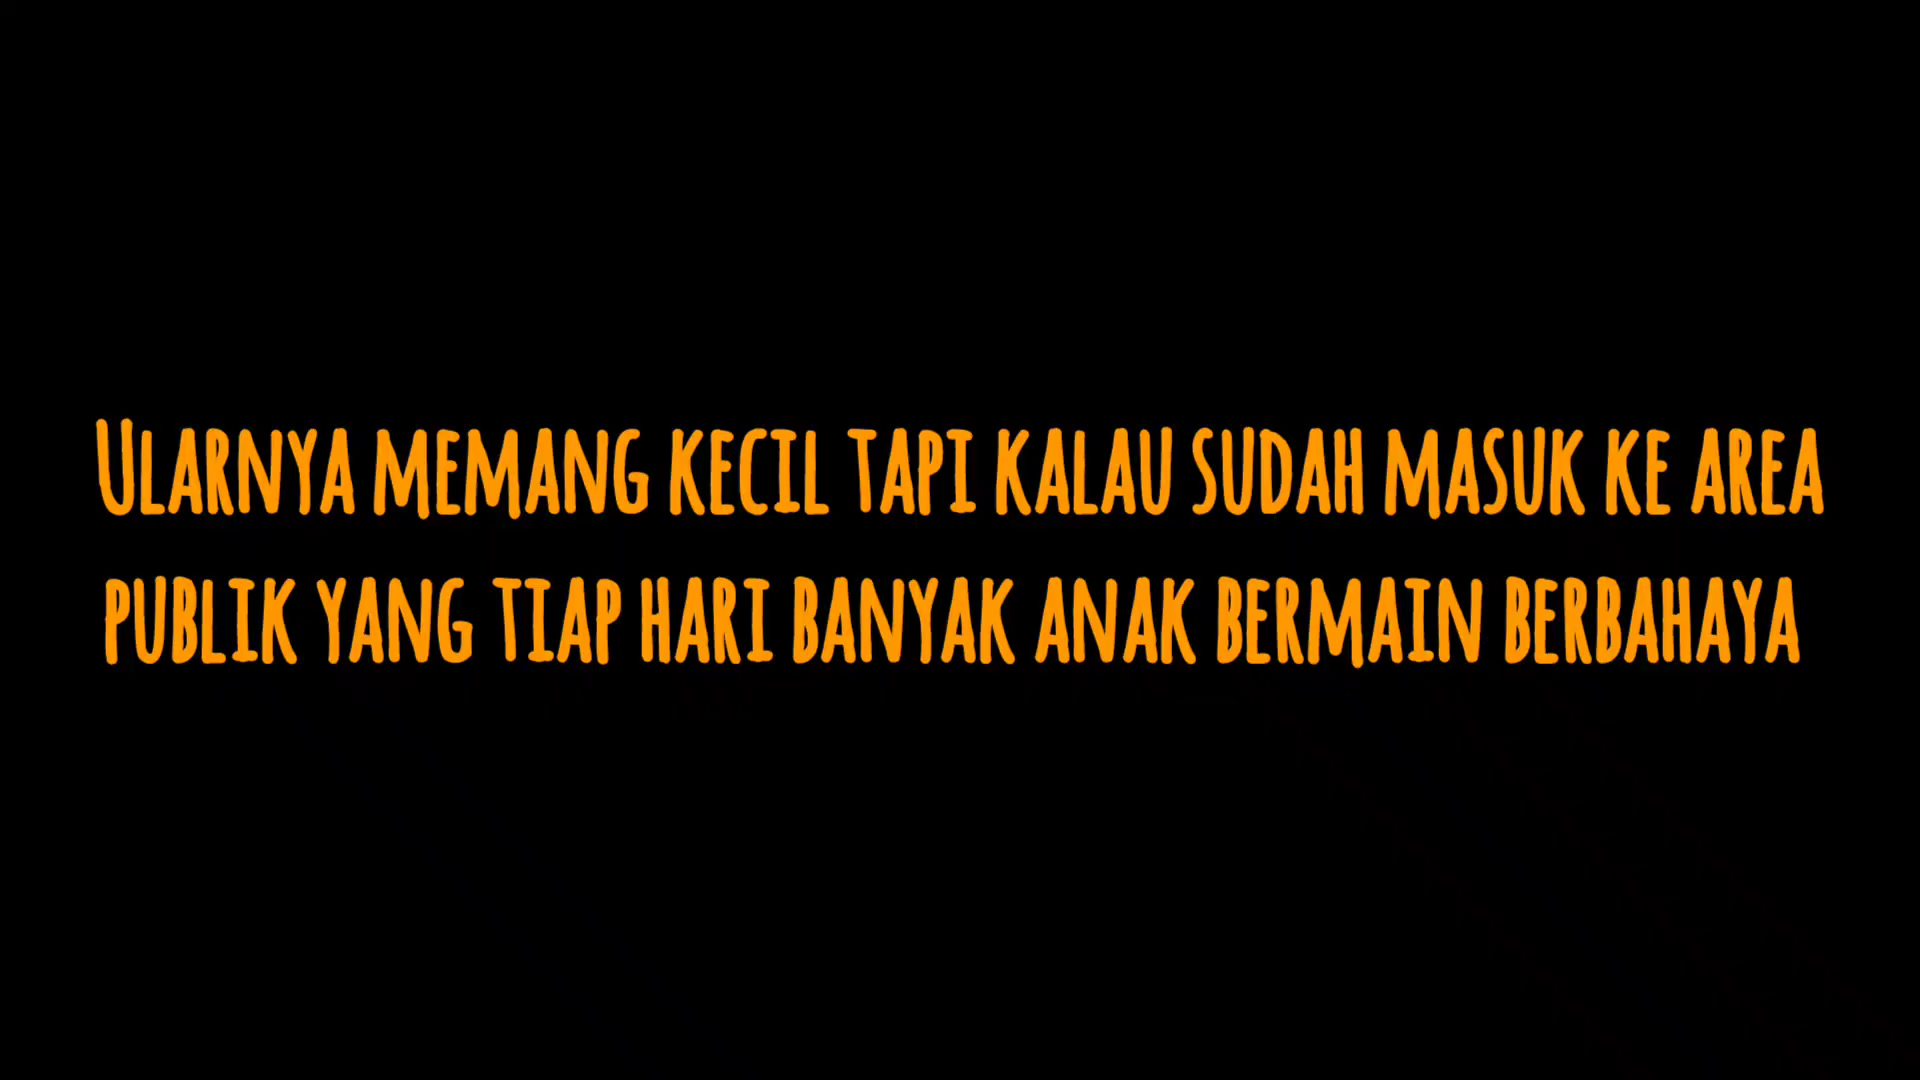 Ularnya memang kecil tapi kalau sudah masuk ke area
publik yang tiap hari banyak anak bermain berbahaya